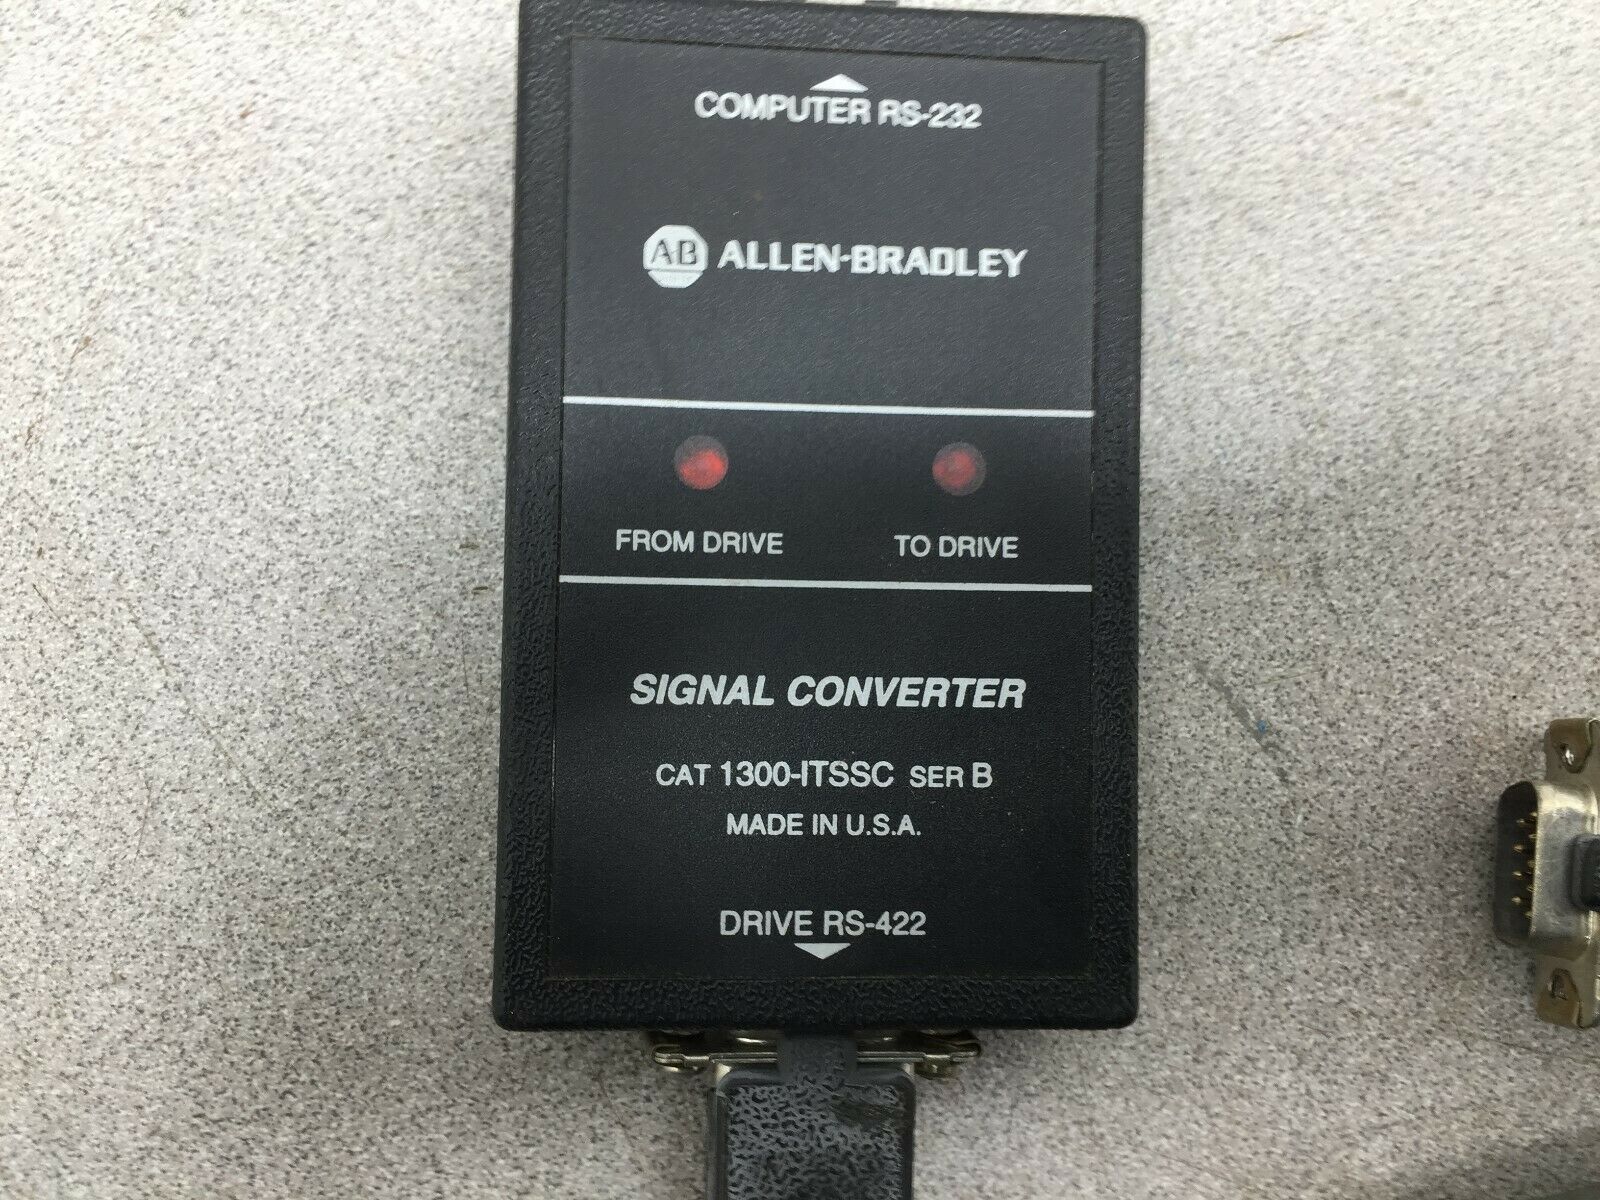 COMPUTER RS-232
AB ALLEN-BRADLEY
FROM DRIVE
TO DRIVE
SIGNAL CONVERTER
CAT 1300-ITSSC SER B
MADE IN U.S.A.
DRIVE RS-422